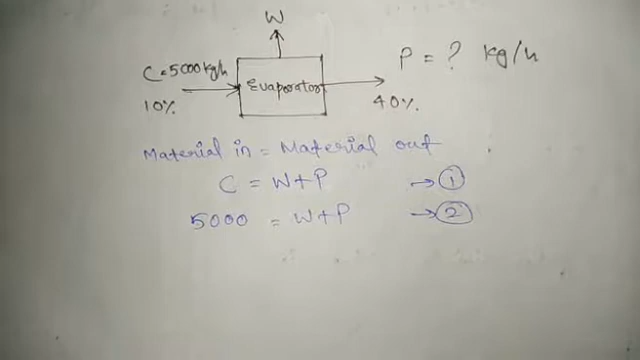 W
C = 5000 kg/h
10%
Evaporator
40%.
P = ? kg/h
Material in = Material out
C = W+P → ①
5000 = W+P → ②